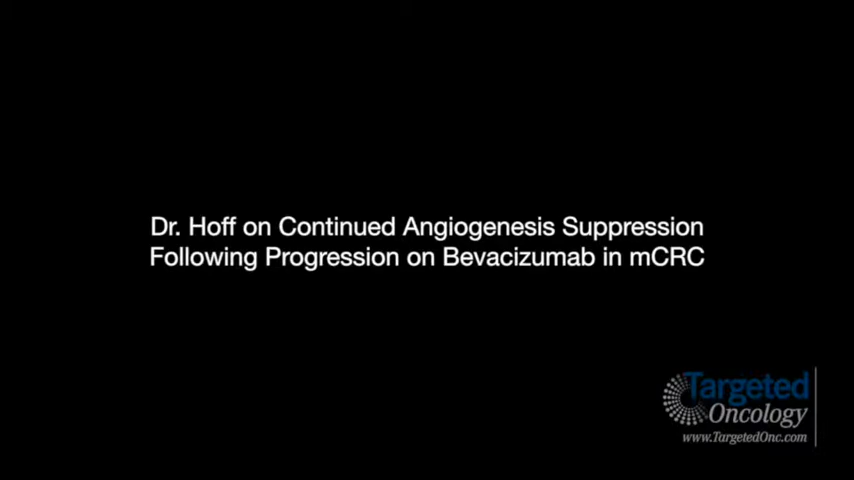 Dr. Hoff on Continued Angiogenesis Suppression
Following Progression on Bevacizumab in mCRC
Targeted
Oncology
www.TargetedOnc.com